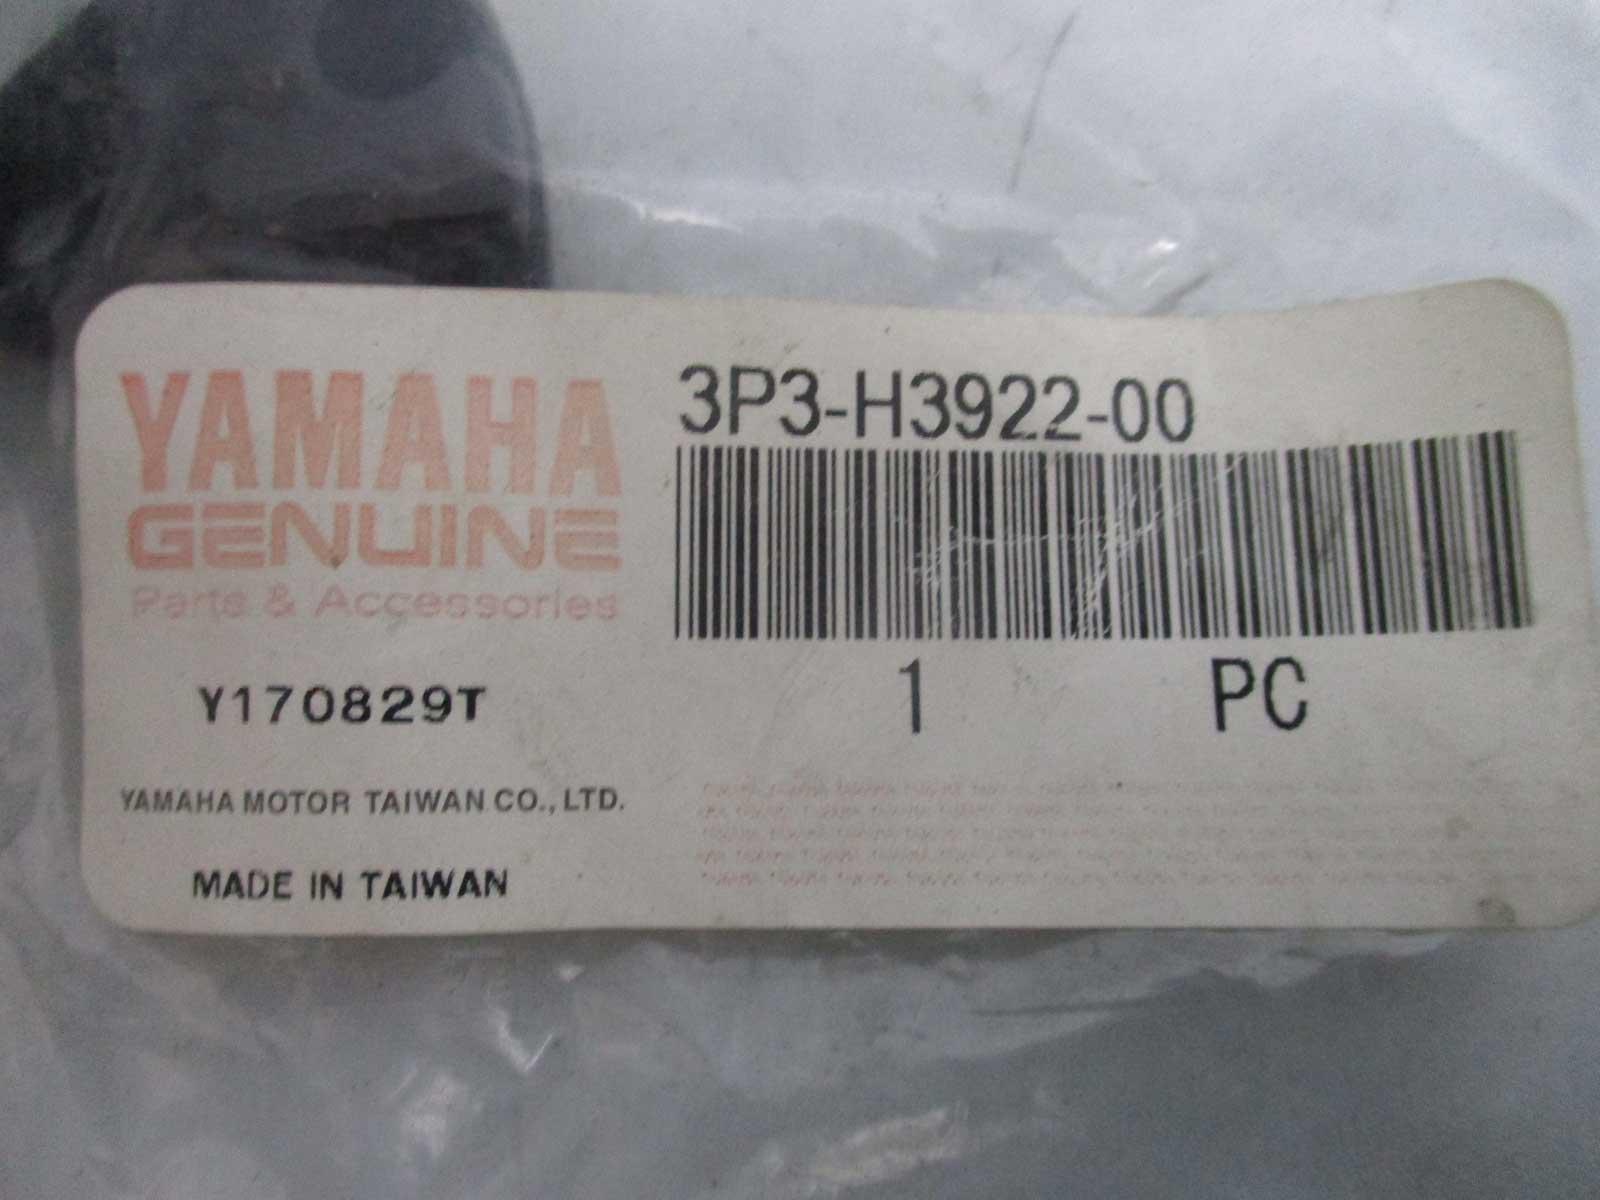 YAMAHA
GENUINE
Parts & Accessories
3P3-H3922-00
1 PC
Y170829T
YAMAHA MOTOR TAIWAN CO., LTD.
MADE IN TAIWAN